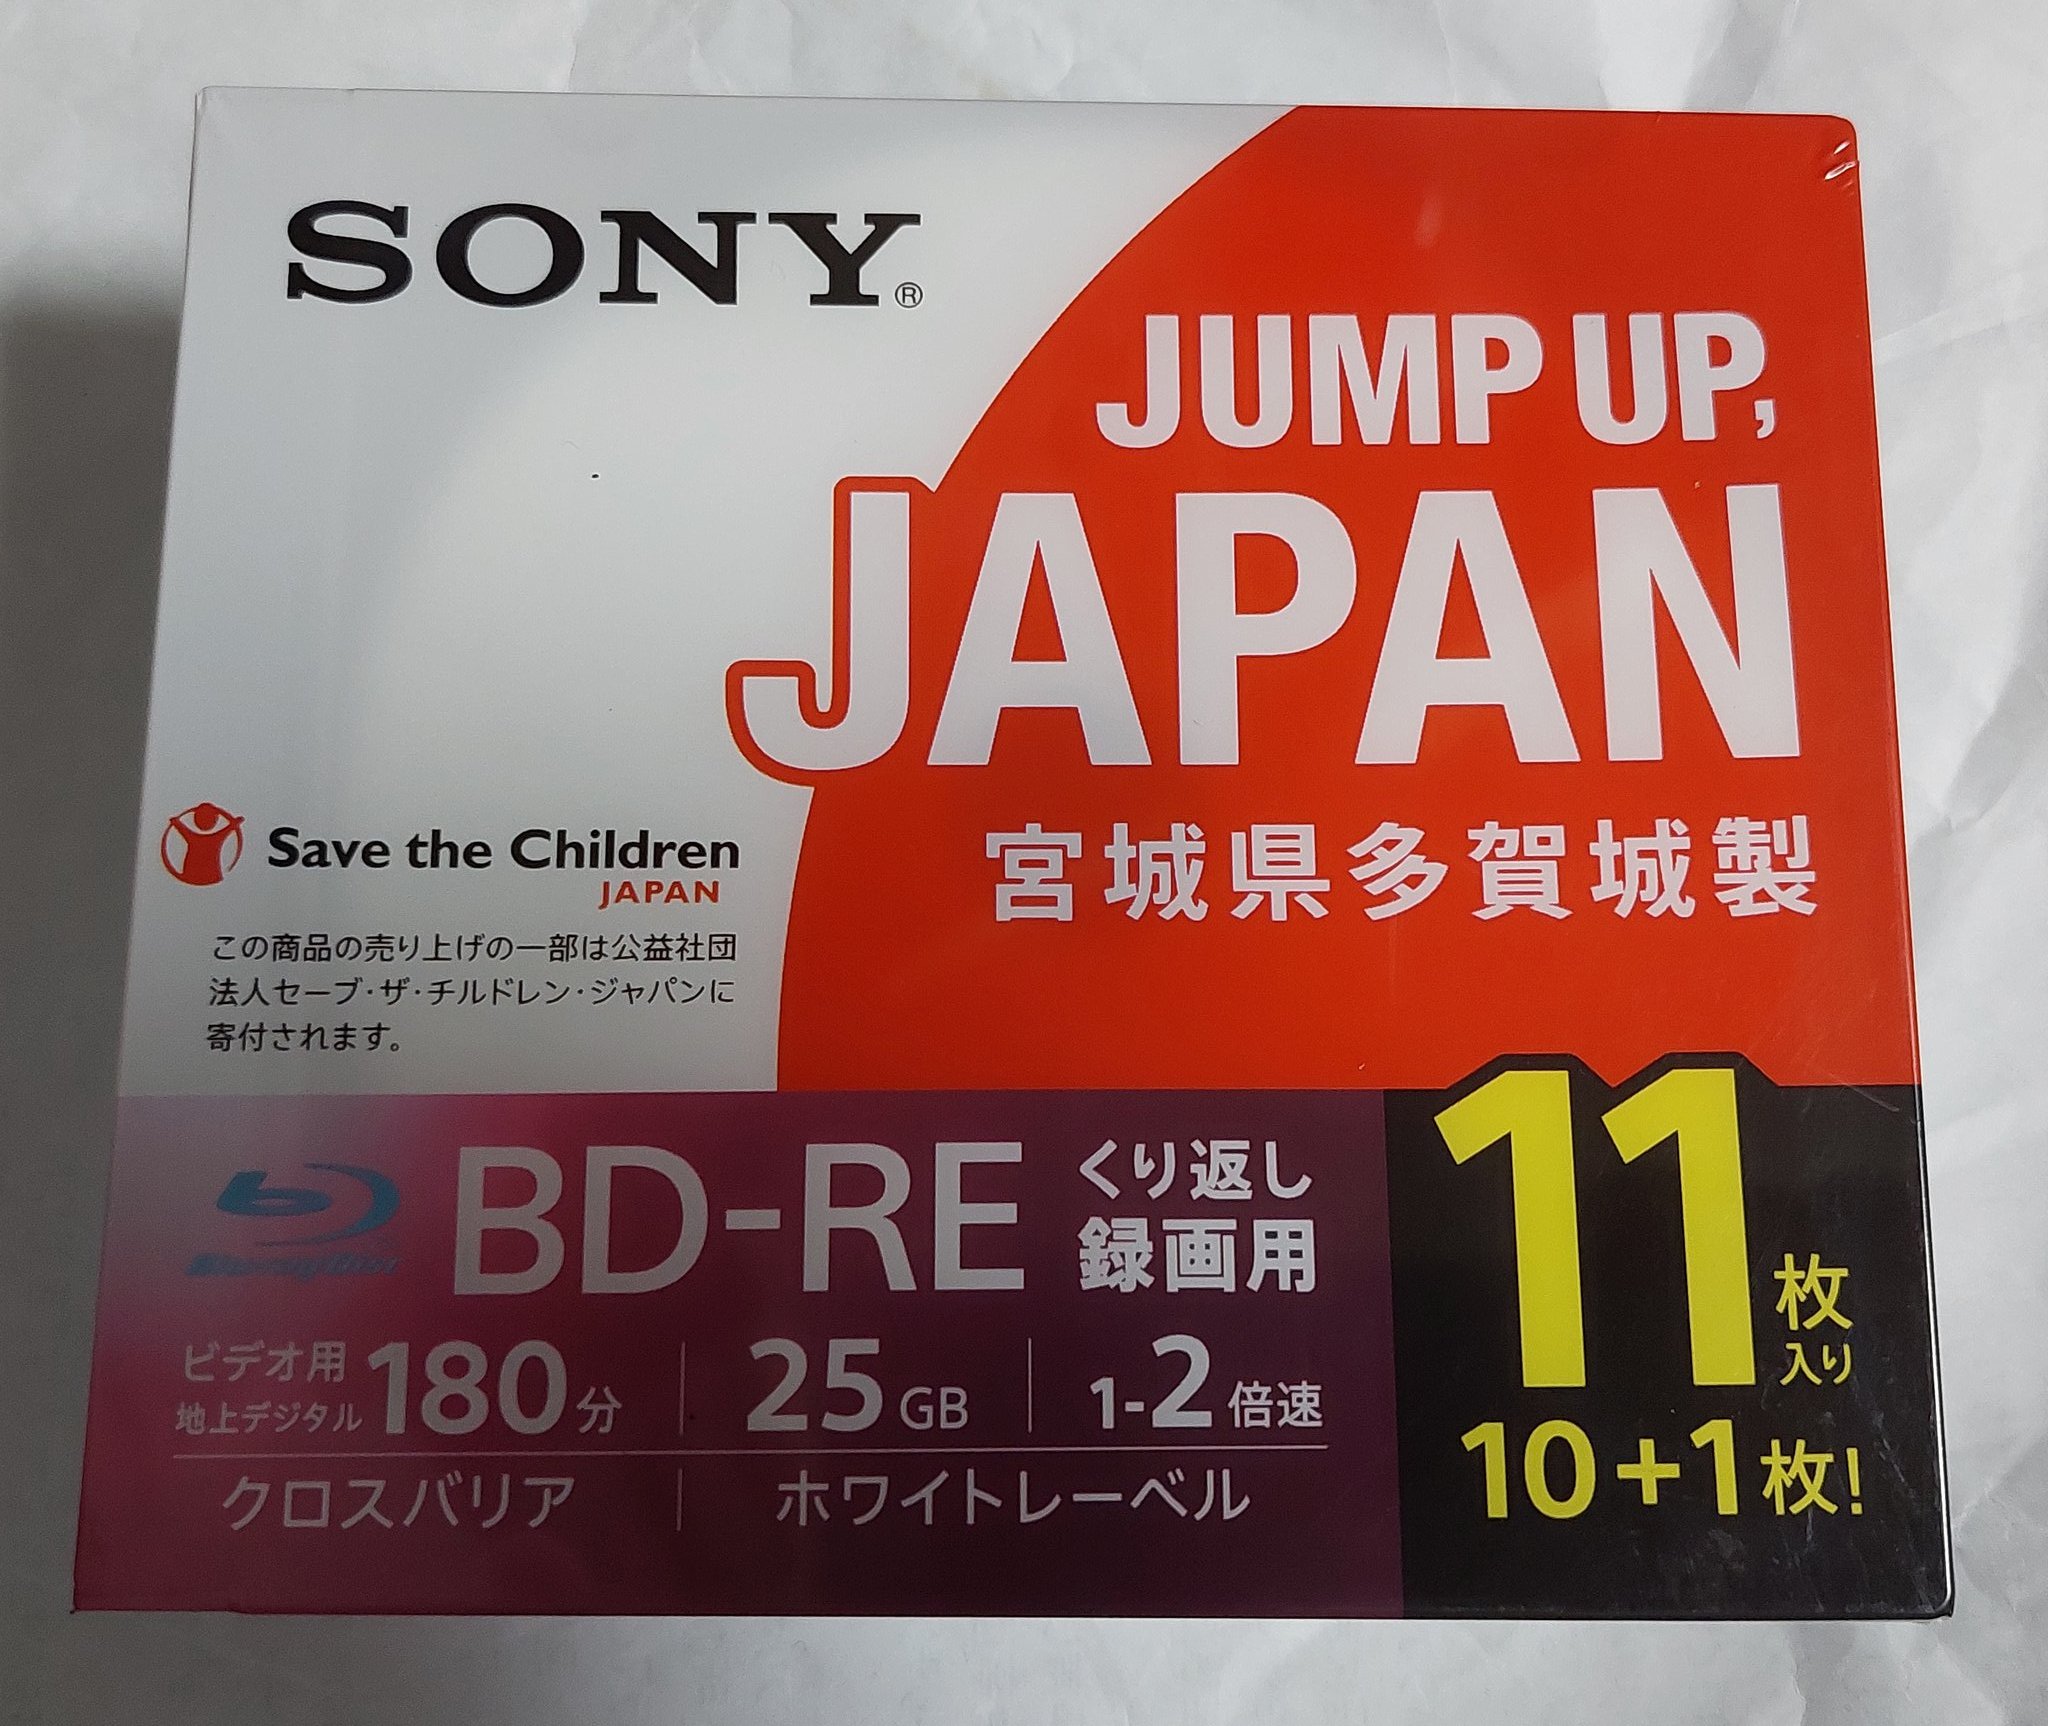 SONY®
JUMP UP,
JAPAN
宮城県多賀城製
Save the Children
JAPAN
この商品の売り上げの一部は公益社団
法人セーブ・ザ・チルドレン・ジャパンに
寄付されます。
Blu-ray Disc
BD-RE
くり返し
録画用
ビデオ用
地上デジタル
180分
25GB
1-2倍速
クロスバリア
ホワイトレーベル
11枚入り
10+1枚!